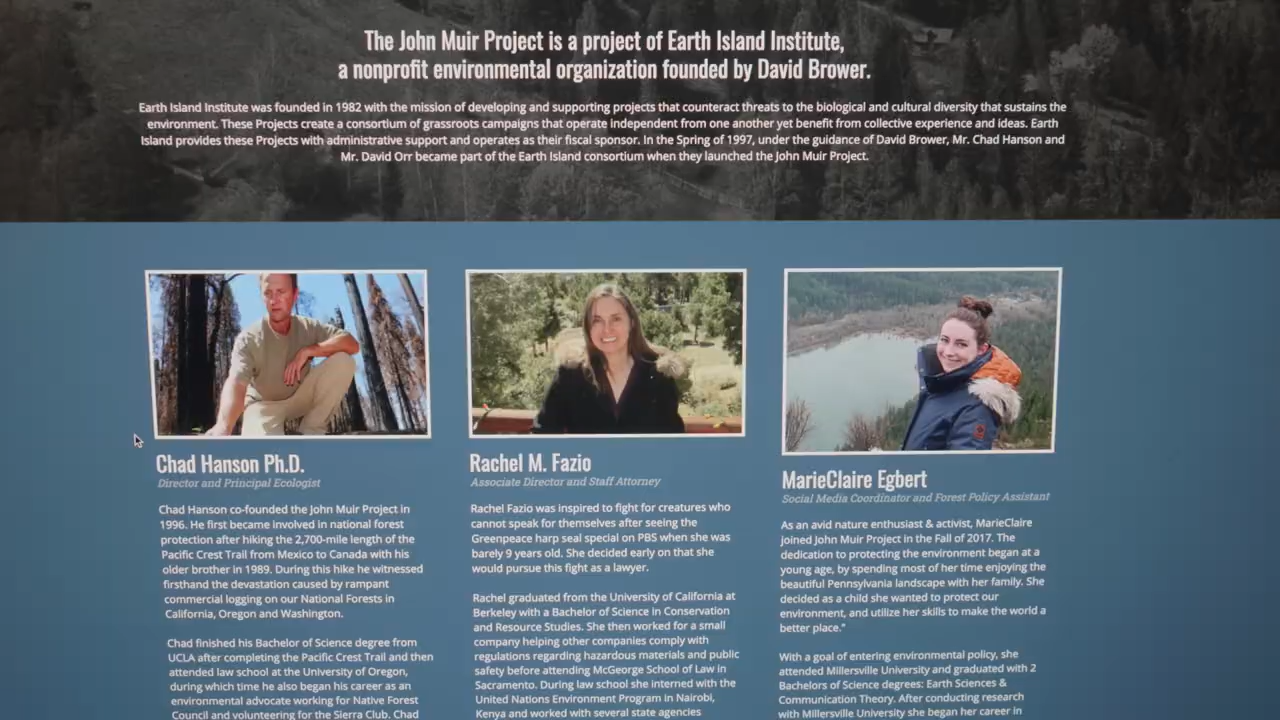 The John Muir Project is a project of Earth Island Institute,
a nonprofit environmental organization founded by David Brower.
Earth Island Institute was founded in 1982 with the mission of developing and supporting projects that counteract threats to the biological and cultural diversity that sustains the
environment. These Projects create a consortium of grassroots campaigns that operate independent from one another yet benefit from collective experience and ideas. Earth
Island provides these Projects with administrative support and operates as their fiscal sponsor. In the Spring of 1997, under the guidance of David Brower, Mr. Chad Hanson and
Mr. David Orr became part of the Earth Island consortium when they launched the John Muir Project.
Chad Hanson Ph.D.
Director and Principal Ecologist
Chad Hanson co-founded the John Muir Project in
1996. He first became involved in national forest
protection after hiking the 2,700-mile length of the
Pacific Crest Trail from Mexico to Canada with his
older brother in 1989. During this hike he witnessed
firsthand the devastation caused by rampant
commercial logging on our National Forests in
California, Oregon and Washington.
Chad finished his Bachelor of Science degree from
UCLA after completing the Pacific Crest Trail and then
attended law school at the University of Oregon,
during which time he also began his career as an
environmental advocate working for Native Forest
Council and volunteering for the Sierra Club. Chad
Rachel M. Fazio
Associate Director and Staff Attorney
Rachel Fazio was inspired to fight for creatures who
cannot speak for themselves after seeing the
Greenpeace harp seal special on PBS when she was
barely 9 years old. She decided early on that she
would pursue this fight as a lawyer.
Rachel graduated from the University of California at
Berkeley with a Bachelor of Science in Conservation
and Resource Studies. She then worked for a small
company helping other companies comply with
regulations regarding hazardous materials and public
safety before attending McGeorge School of Law in
Sacramento. During law school she interned with the
United Nations Environment Program in Nairobi,
Kenya and worked with several state agencies
MarieClaire Egbert
Social Media Coordinator and Forest Policy Assistant
As an avid nature enthusiast & activist, MarieClaire
joined John Muir Project in the Fall of 2017. The
dedication to protecting the environment began at a
young age, by spending most of her time enjoying the
beautiful Pennsylvania landscape with her family. She
decided as a child she wanted to protect our
environment, and utilize her skills to make the world a
better place."
With a goal of entering environmental policy, she
attended Millersville University and graduated with 2
Bachelors of Science degrees: Earth Sciences &
Communication Theory. After conducting research
with Millersville University she began her career in